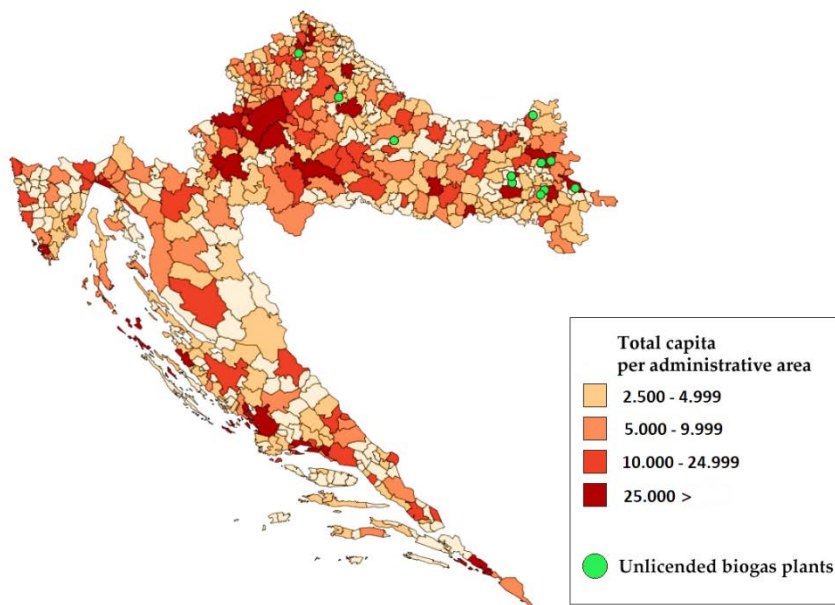 Total capita
per administrative area
2.500 - 4.999
5.000 - 9.999
10.000 - 24.999
25.000 >
Unlicended biogas plants